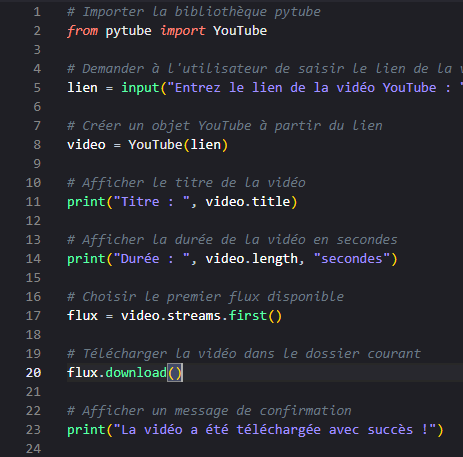 1 # Importer la bibliothèque pytube
2 from pytube import YouTube
3
4 # Demander à l'utilisateur de saisir le lien de la
5 lien = input("Entrez le lien de la vidéo YouTube : "
6
7 # Créer un objet YouTube à partir du lien
8 video = YouTube(lien)
9
10 # Afficher le titre de la vidéo
11 print("Titre : ", video.title)
12
13 # Afficher la durée de la vidéo en secondes
14 print("Durée : ", video.length, "secondes")
15
16 # Choisir le premier flux disponible
17 flux = video.streams.first()
18
19 # Télécharger la vidéo dans le dossier courant
20 flux.download()
21
22 # Afficher un message de confirmation
23 print("La vidéo a été téléchargée avec succès !")
24